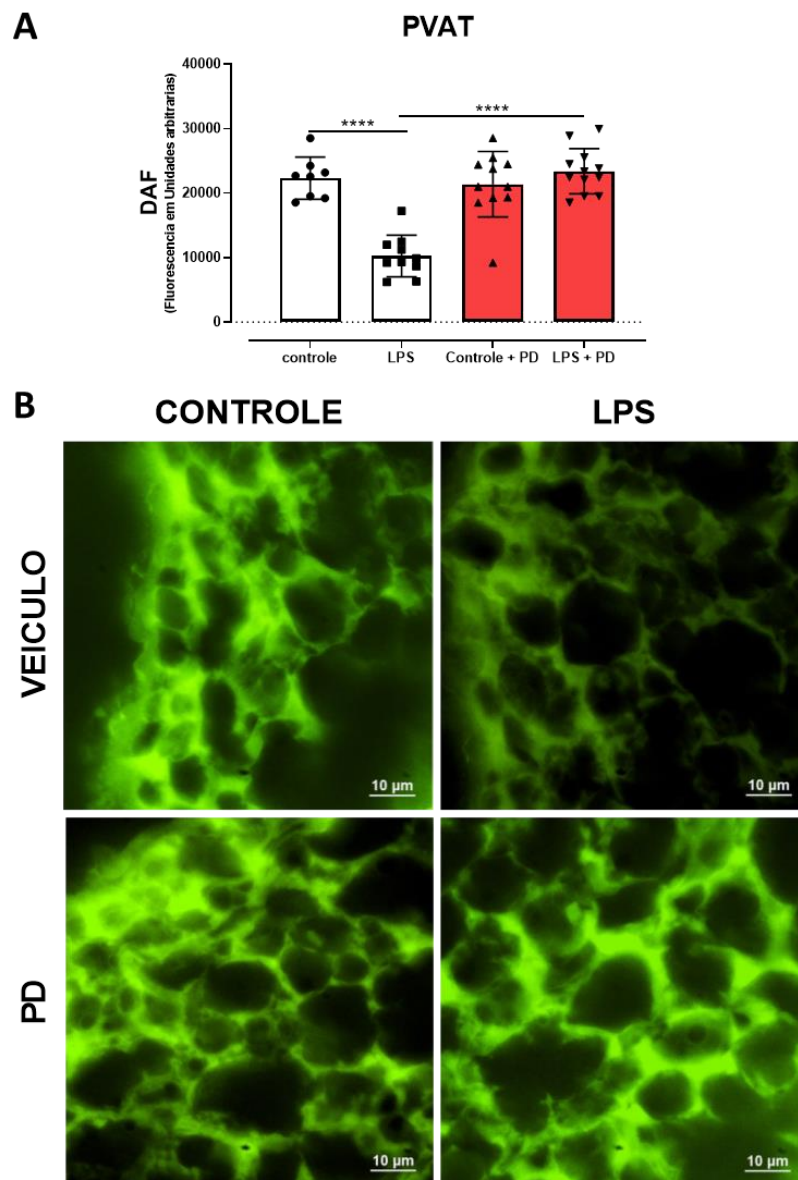 A
PVAT
40000
30000
20000
10000
0
DAF
(Fluorescencia em Unidades arbitrarias)
****
****
controle
LPS
Controle + PD
LPS + PD
B
CONTROLE
LPS
VEICULO
10 µm
10 µm
PD
10 µm
10 µm